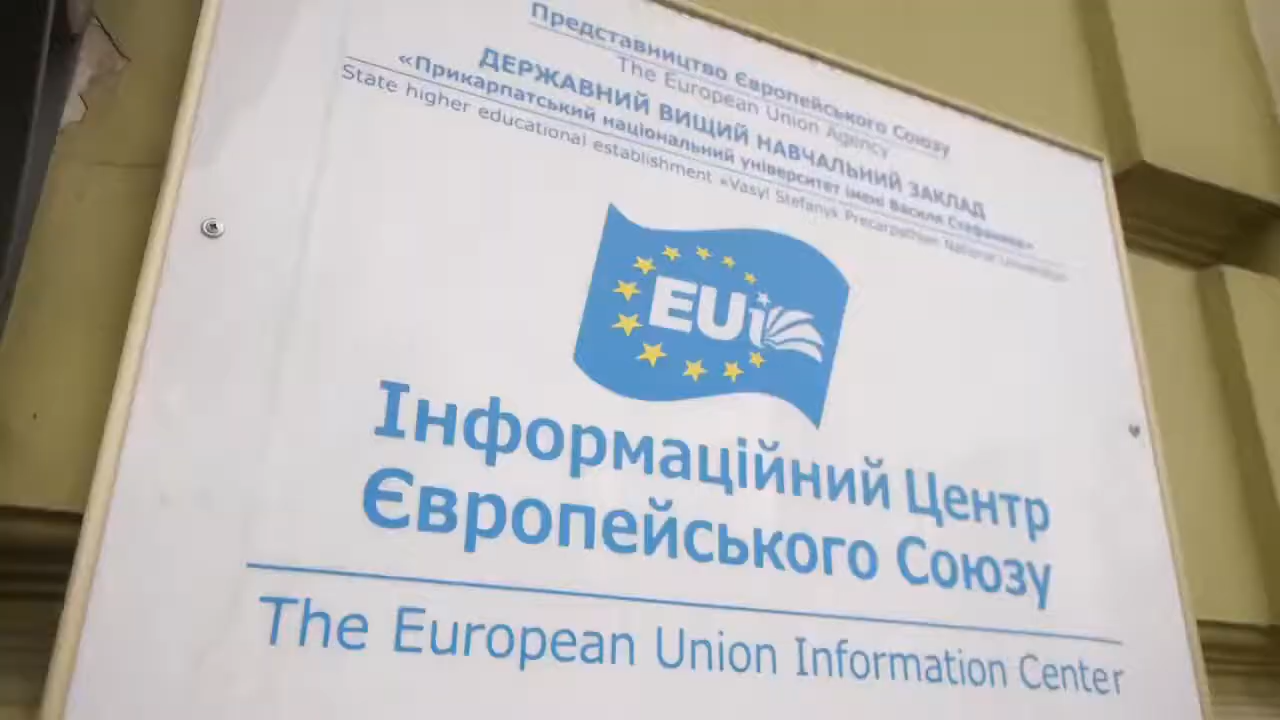 Представництво Європейського Союзу
The European Union Agency
ДЕРЖАВНИЙ ВИЩИЙ НАВЧАЛЬНИЙ ЗАКЛАД
«Прикарпатський національний університет імені Василя Стефаника»
State higher educational establishment «Vasyl Stefanyk Precarpathian National University»
EUi
Інформаційний Центр
Європейського Союзу
The European Union Information Center